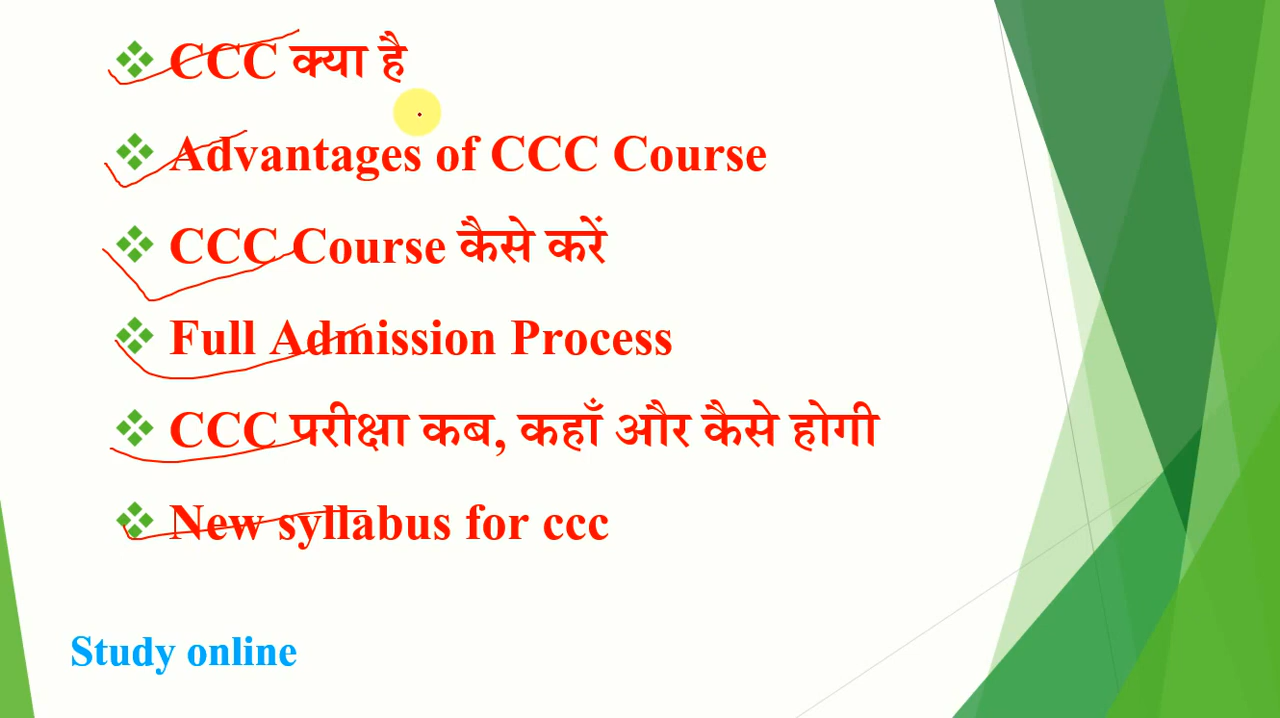 CCC क्या है
Advantages of CCC Course
CCC Course कैसे करें
Full Admission Process
CCC परीक्षा कब, कहाँ और कैसे होगी
New syllabus for ccc
Study online